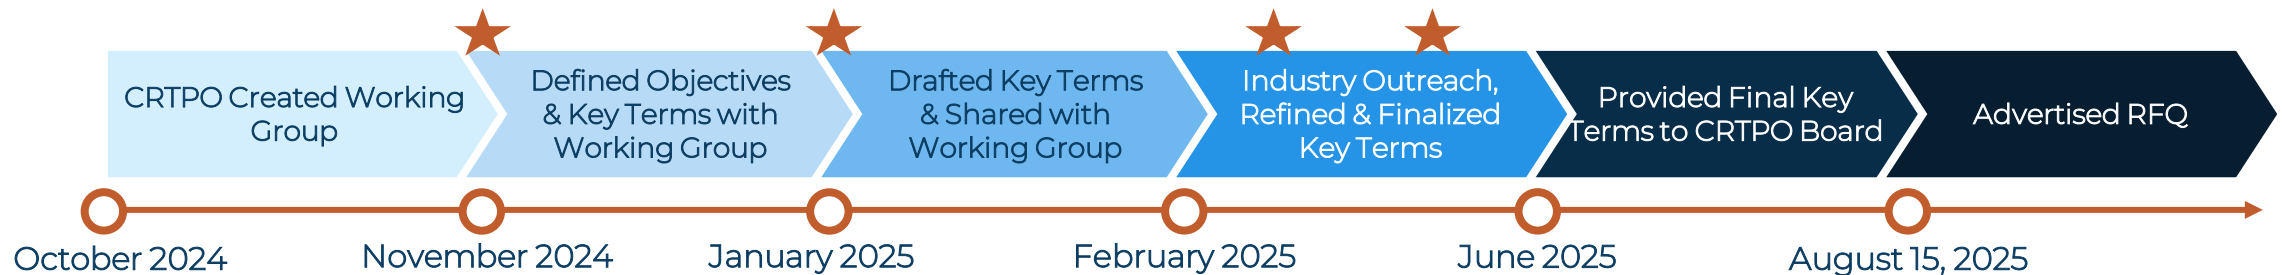 CRTPO Created Working
Group
Defined Objectives
& Key Terms with
Working Group
Drafted Key Terms
& Shared with
Working Group
Industry Outreach,
Refined & Finalized
Key Terms
Provided Final Key
Terms to CRTPO Board
Advertised RFQ
October 2024
November 2024
January 2025
February 2025
June 2025
August 15, 2025